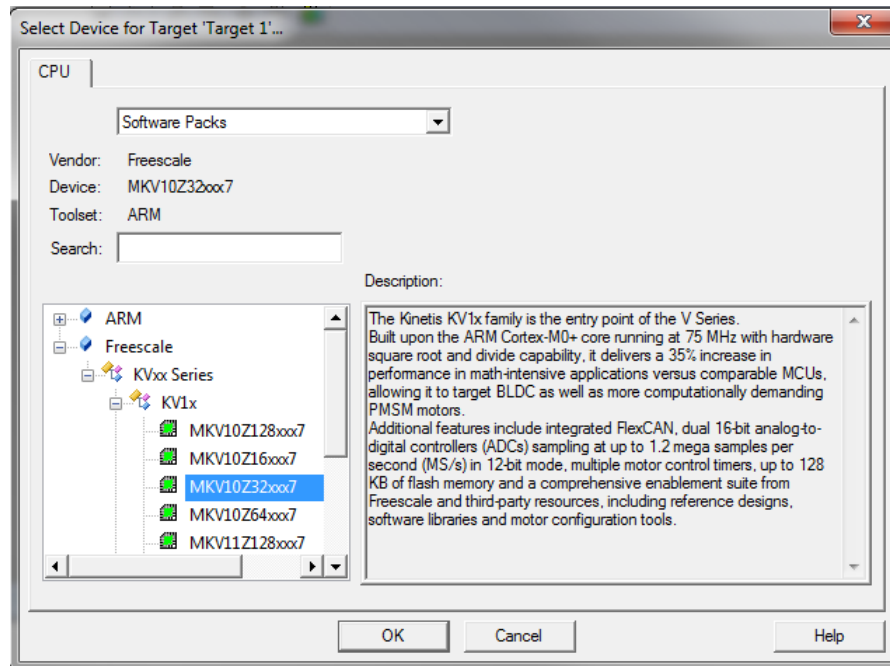 Select Device for Target 'Target 1'...
CPU
Software Packs
Vendor: Freescale
Device: MKV10Z32xxx7
Toolset: ARM
Search:
Description:
ARM
Freescale
KVxx Series
KV1x
MKV10Z128xxx7
MKV10Z16xxx7
MKV10Z32xxx7
MKV10Z64xxx7
MKV11Z128xxx7
The Kinetis KV1x family is the entry point of the V Series.
Built upon the ARM Cortex-M0+ core running at 75 MHz with hardware
square root and divide capability, it delivers a 35% increase in
performance in math-intensive applications versus comparable MCUs,
allowing it to target BLDC as well as more computationally demanding
PMSM motors.
Additional features include integrated FlexCAN, dual 16-bit analog-to-
digital controllers (ADCs) sampling at up to 1.2 mega samples per
second (MS/s) in 12-bit mode, multiple motor control timers, up to 128
KB of flash memory and a comprehensive enablement suite from
Freescale and third-party resources, including reference designs,
software libraries and motor configuration tools.
OK
Cancel
Help